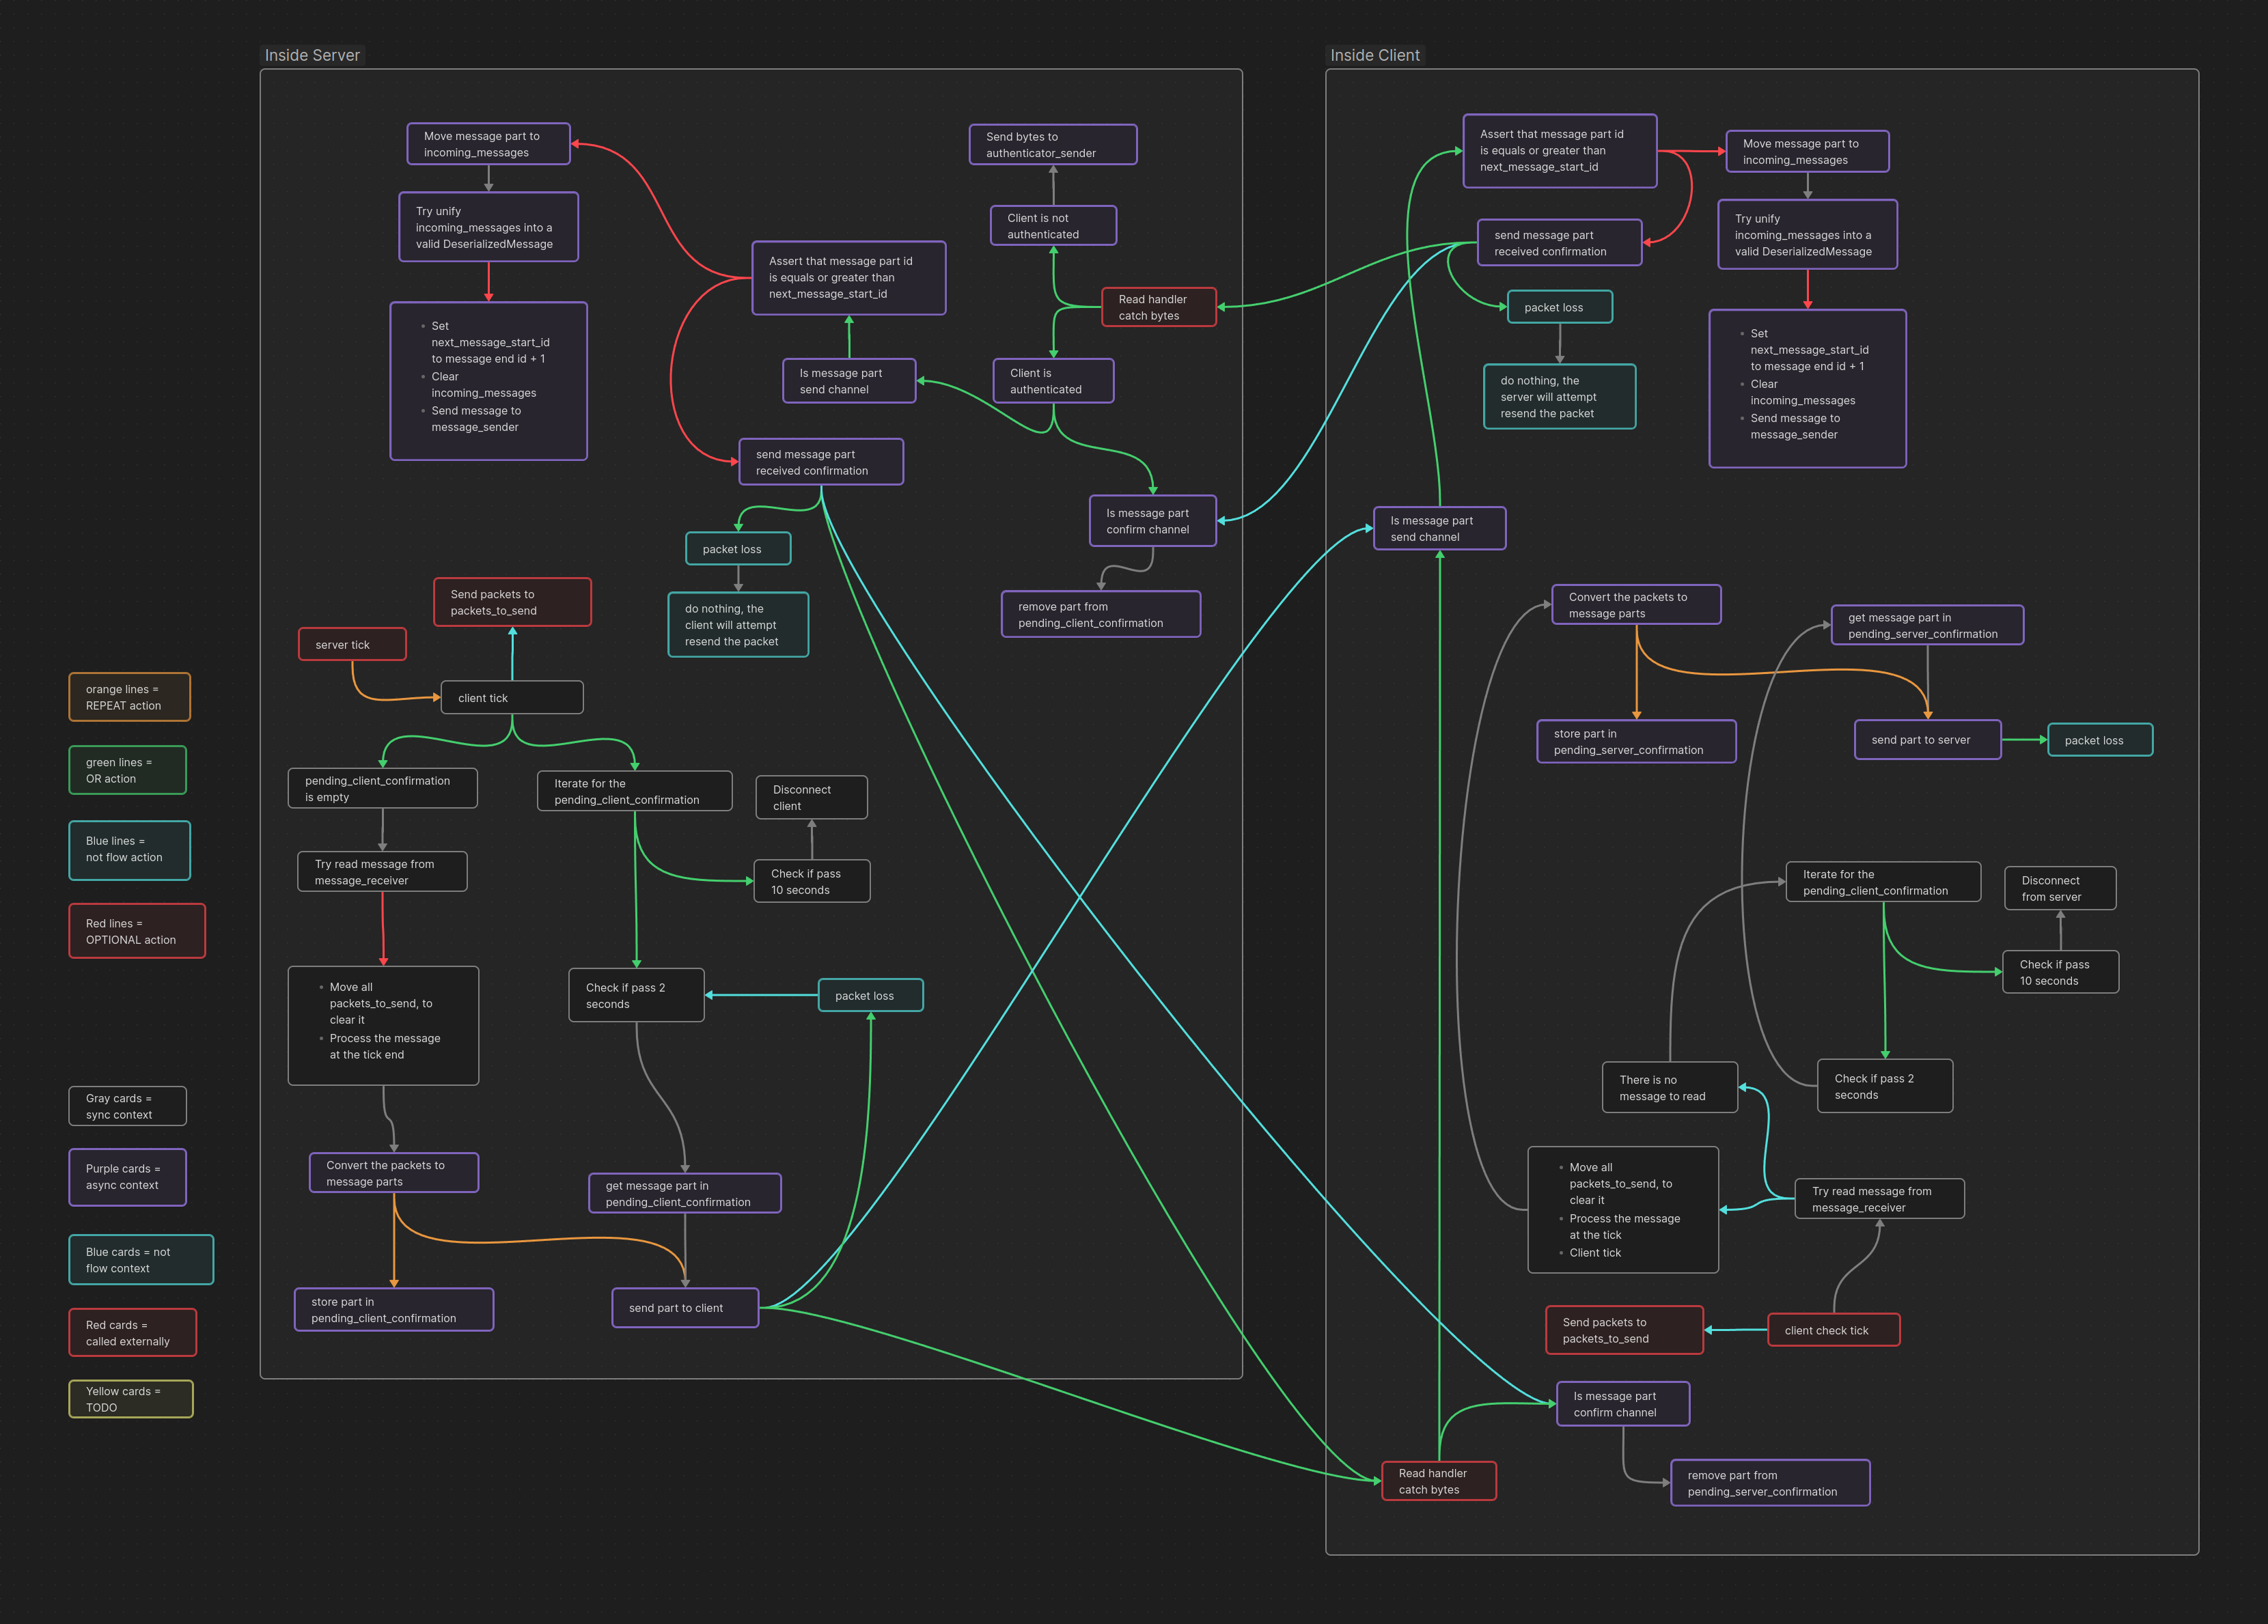 Inside Server
Move message part to
incoming_messages
Try unify
incoming_messages into a
valid DeserializedMessage
Set
next_message_start_id
to message end id + 1
Clear
incoming_messages
Send message to
message_sender
Send bytes to
authenticator_sender
Client is not
authenticated
Assert that message part id
is equals or greater than
next_message_start_id
Read handler
catch bytes
Is message part
send channel
Client is
authenticated
send message part
received confirmation
Is message part
confirm channel
packet loss
do nothing, the
client will attempt
resend the packet
remove part from
pending_client_confirmation
Send packets to
packets_to_send
server tick
client tick
pending_client_confirmation
is empty
Iterate for the
pending_client_confirmation
Disconnect
client
Try read message from
message_receiver
Check if pass
10 seconds
Move all
packets_to_send, to
clear it
Process the message
at the tick end
Check if pass 2
seconds
packet loss
Convert the packets to
message parts
get message part in
pending_client_confirmation
store part in
pending_client_confirmation
send part to client
orange lines =
REPEAT action
green lines =
OR action
Blue lines =
not flow action
Red lines =
OPTIONAL action
Gray cards =
sync context
Purple cards =
async context
Blue cards = not
flow context
Red cards =
called externally
Yellow cards =
TODO
Inside Client
Assert that message part id
is equals or greater than
next_message_start_id
Move message part to
incoming_messages
send message part
received confirmation
Try unify
incoming_messages into a
valid DeserializedMessage
packet loss
do nothing, the
server will attempt
resend the packet
Set
next_message_start_id
to message end id + 1
Clear
incoming_messages
Send message to
message_sender
Is message part
send channel
Convert the packets to
message parts
get message part in
pending_server_confirmation
store part in
pending_server_confirmation
send part to server
packet loss
Iterate for the
pending_client_confirmation
Disconnect
from server
Check if pass
10 seconds
There is no
message to read
Check if pass 2
seconds
Move all
packets_to_send, to
clear it
Process the message
at the tick
Client tick
Try read message from
message_receiver
Send packets to
packets_to_send
client check tick
Is message part
confirm channel
Read handler
catch bytes
remove part from
pending_server_confirmation